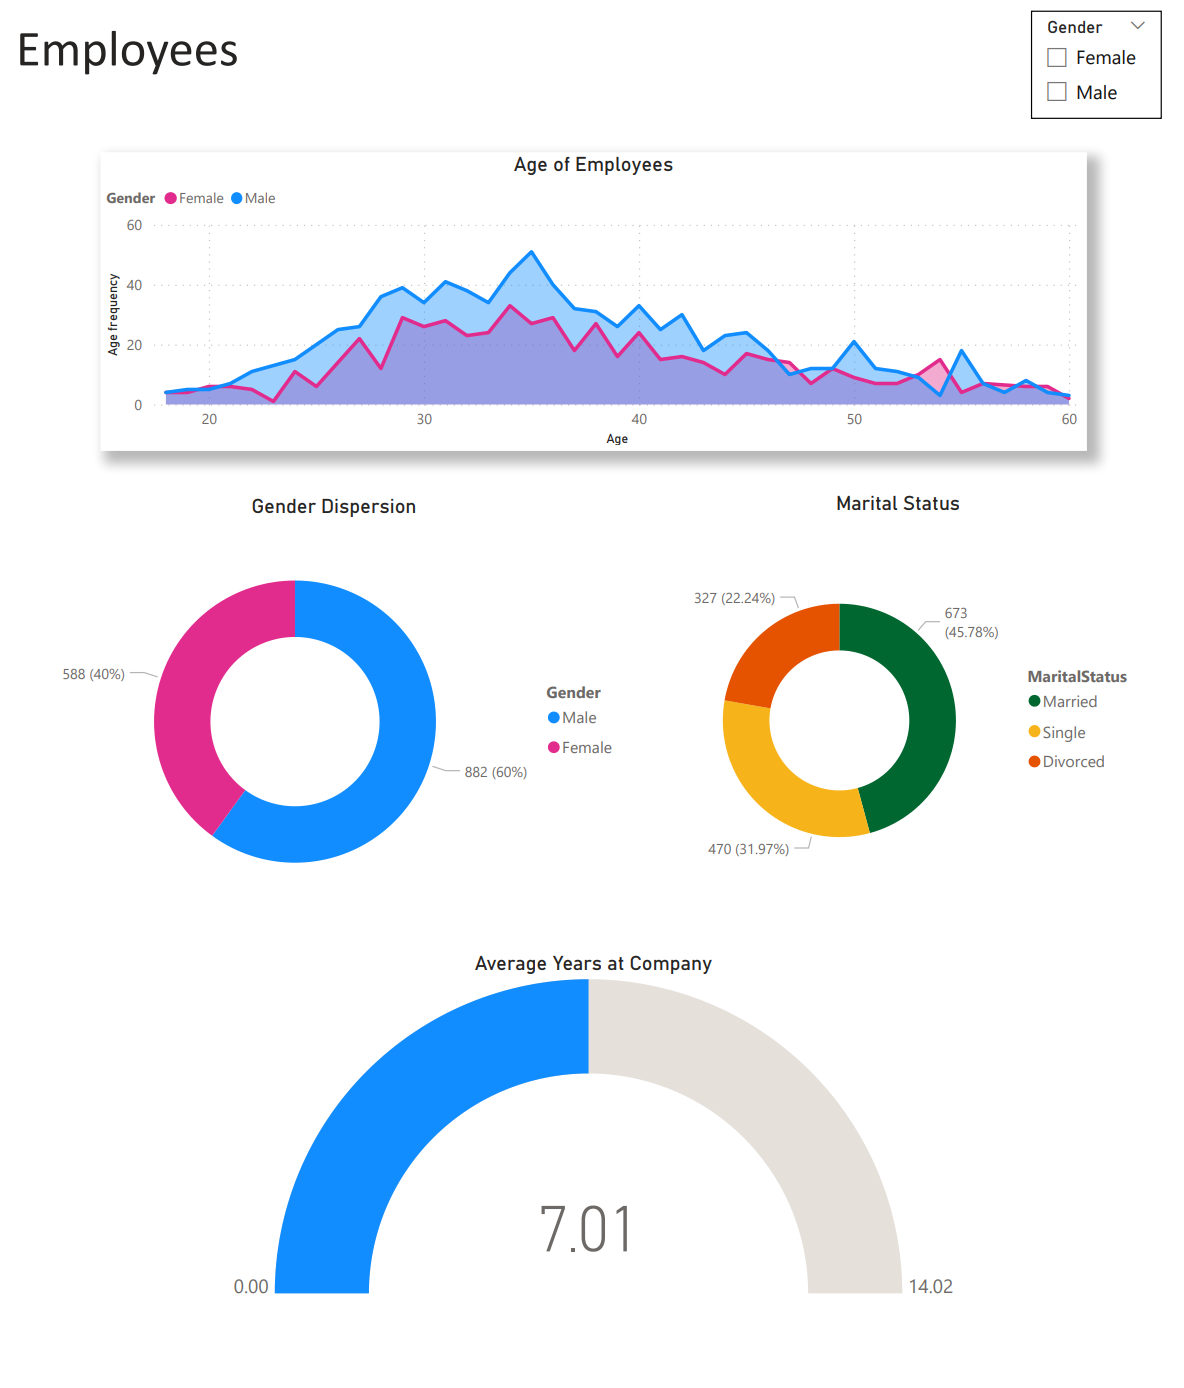 Employees
Gender
Female
Male
Age of Employees
Gender Female Male
60
40
20
0
Age frequency
20 30 40 50 60
Age
Gender Dispersion
588 (40%)
882 (60%)
Gender
Male
Female
Marital Status
327 (22.24%)
673
(45.78%)
470 (31.97%)
MaritalStatus
Married
Single
Divorced
Average Years at Company
7.01
0.00
14.02